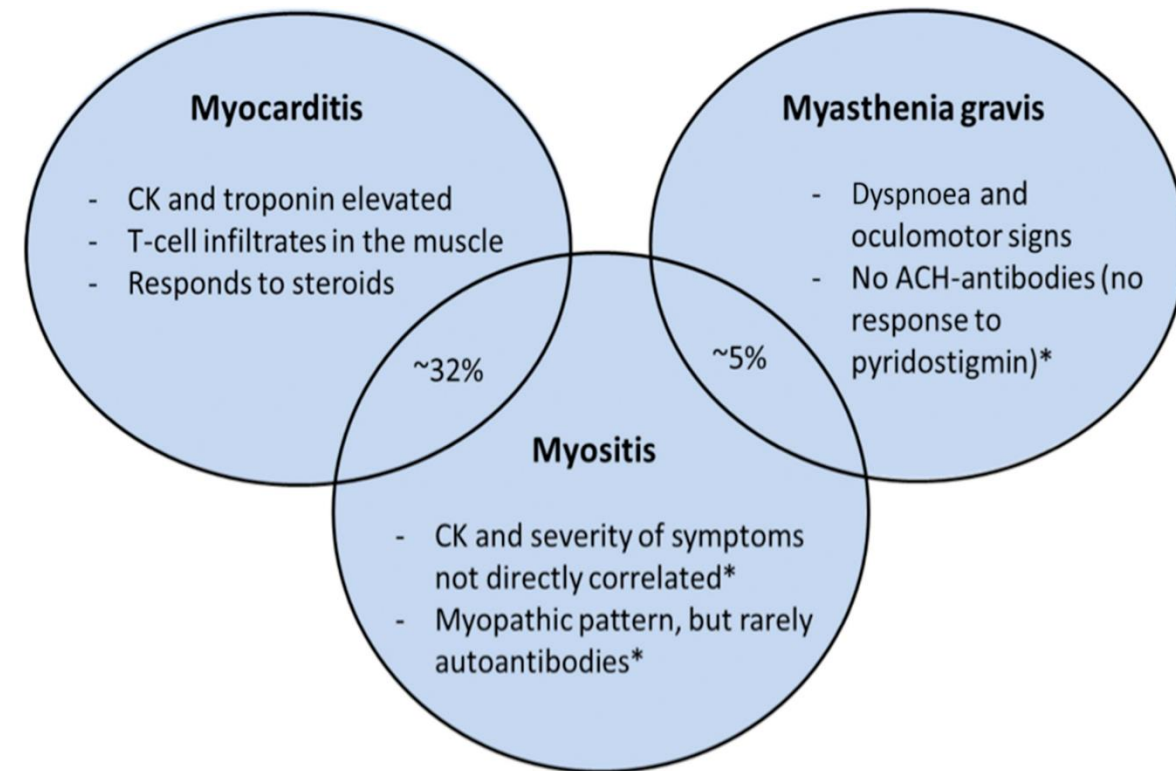 Myocarditis
- CK and troponin elevated
- T-cell infiltrates in the muscle
- Responds to steroids
Myasthenia gravis
- Dyspnoea and
oculomotor signs
- No ACH-antibodies (no
response to
pyridostigmin)*
~32%
~5%
Myositis
- CK and severity of symptoms
not directly correlated*
- Myopathic pattern, but rarely
autoantibodies*